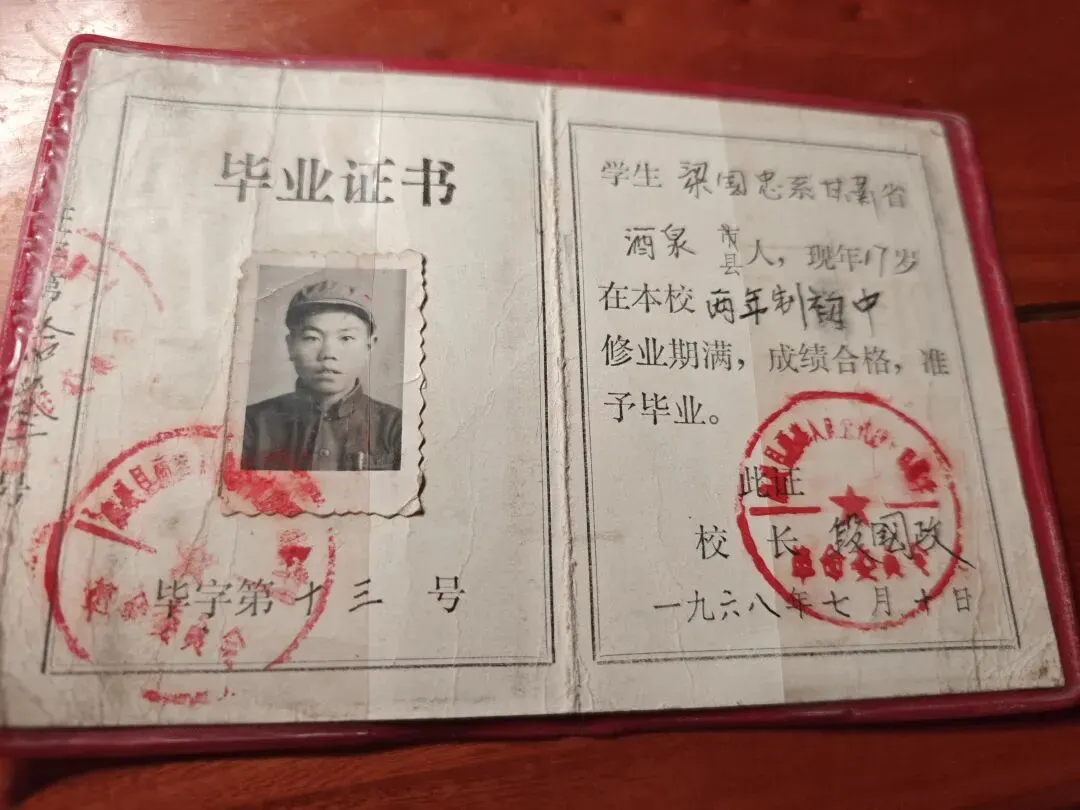 毕业证书
毕字第十三号
学生 梁国忠系甘肃省
酒泉 市县人，现年17岁
在本校两年制初中
修业期满，成绩合格，准
予毕业。
此证
校 长 段国政
一九六八年七月十日